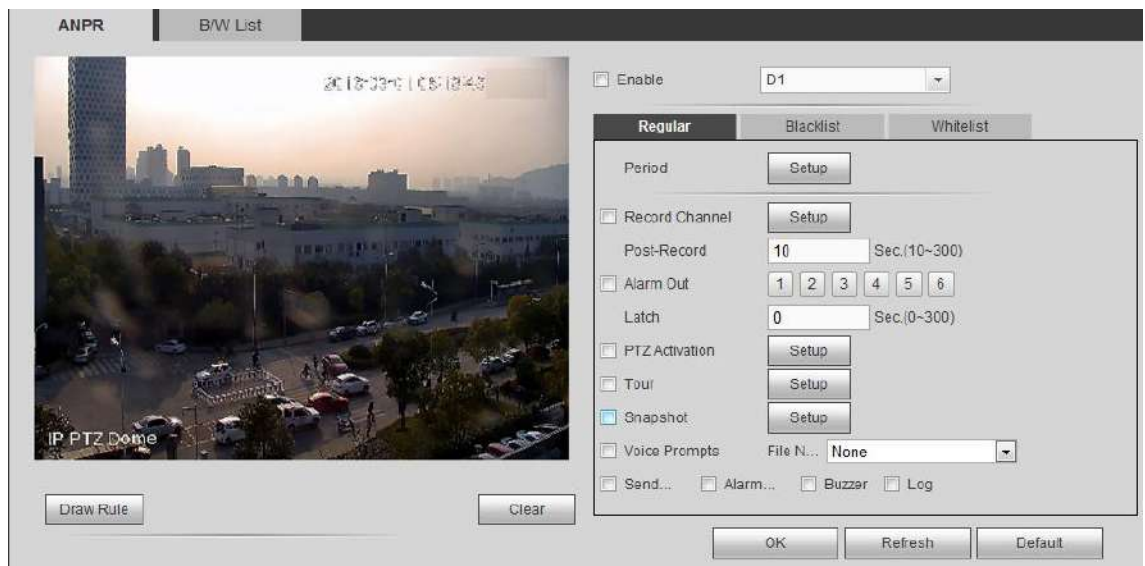 ANPR B/W List
Enable D1
Regular Blacklist Whitelist
Period Setup
Record Channel Setup
Post-Record 10 Sec.(10~300)
Alarm Out 1 2 3 4 5 6
Latch 0 Sec.(0~300)
PTZ Activation Setup
Tour Setup
Snapshot Setup
Voice Prompts File N... None
Send... Alarm... Buzzer Log
IP PTZ Dome
Draw Rule Clear
OK Refresh Default